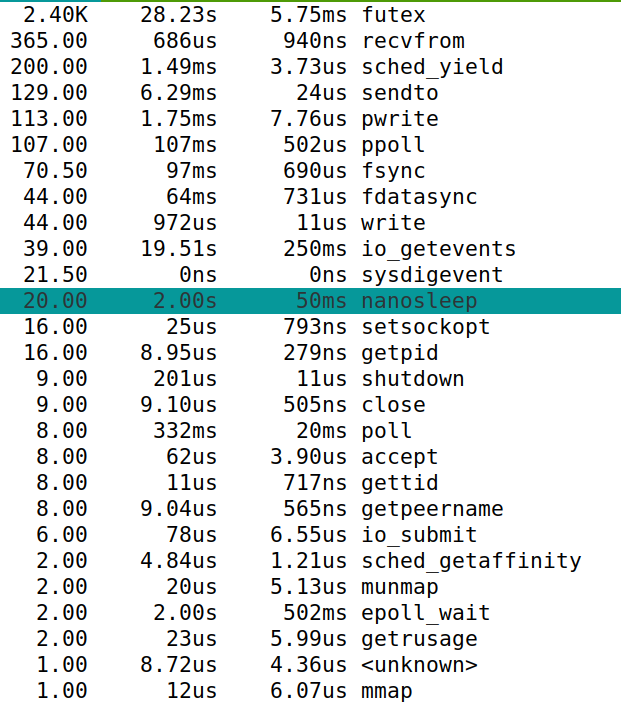 2.40K 28.23s 5.75ms futex
365.00 686us 940ns recvfrom
200.00 1.49ms 3.73us sched_yield
129.00 6.29ms 24us sendto
113.00 1.75ms 7.76us pwrite
107.00 107ms 502us ppoll
70.50 97ms 690us fsync
44.00 64ms 731us fdatasync
44.00 972us 11us write
39.00 19.51s 250ms io_getevents
21.50 0ns 0ns sysdigevent
20.00 2.00s 50ms nanosleep
16.00 25us 793ns setsockopt
16.00 8.95us 279ns getpid
9.00 201us 11us shutdown
9.00 9.10us 505ns close
8.00 332ms 20ms poll
8.00 62us 3.90us accept
8.00 11us 717ns gettid
8.00 9.04us 565ns getpeername
6.00 78us 6.55us io_submit
2.00 4.84us 1.21us sched_getaffinity
2.00 20us 5.13us munmap
2.00 2.00s 502ms epoll_wait
2.00 23us 5.99us getrusage
1.00 8.72us 4.36us <unknown>
1.00 12us 6.07us mmap